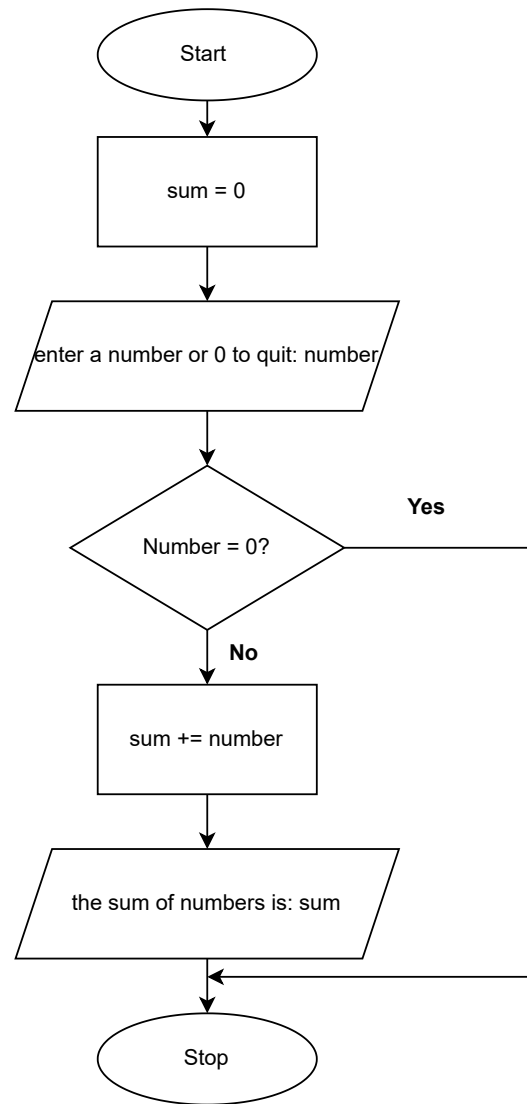 Start
sum = 0
enter a number or 0 to quit: number
Number = 0?
Yes
No
sum += number
the sum of numbers is: sum
Stop